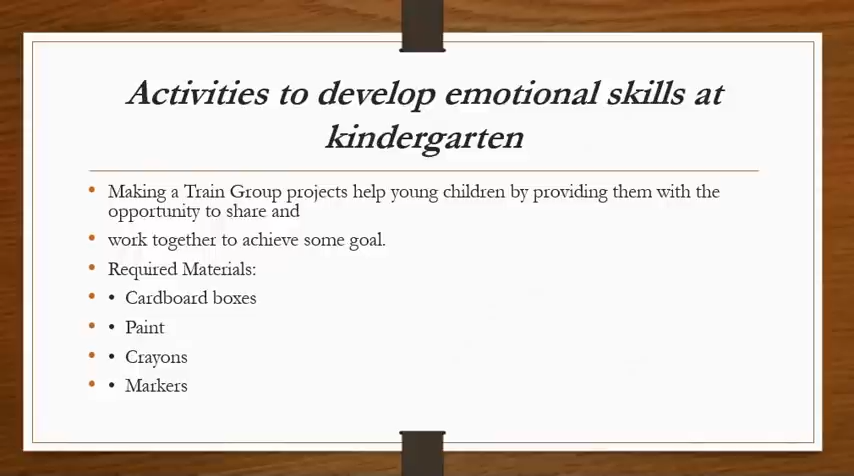 Activities to develop emotional skills at
kindergarten
• Making a Train Group projects help young children by providing them with the
opportunity to share and
• work together to achieve some goal.
• Required Materials:
• • Cardboard boxes
• • Paint
• • Crayons
• • Markers